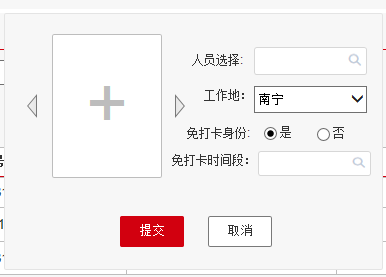 人员选择:
工作地: 南宁
免打卡身份: 是 否
免打卡时间段:
提交 取消